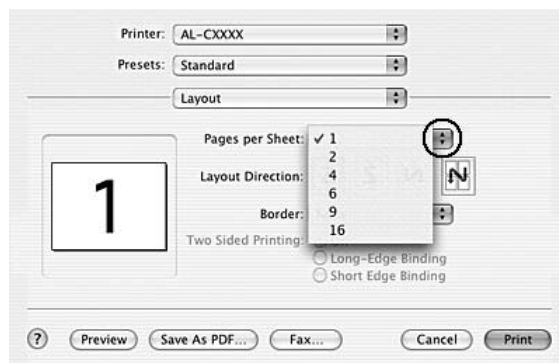 Printer: AL-CXXXX
Presets: Standard
Layout
Pages per Sheet: ✓ 1
2
Layout Direction: 4
6
Border: 9
16
1
Two Sided Printing:
Long-Edge Binding
Short Edge Binding
? Preview Save As PDF... Fax... Cancel Print